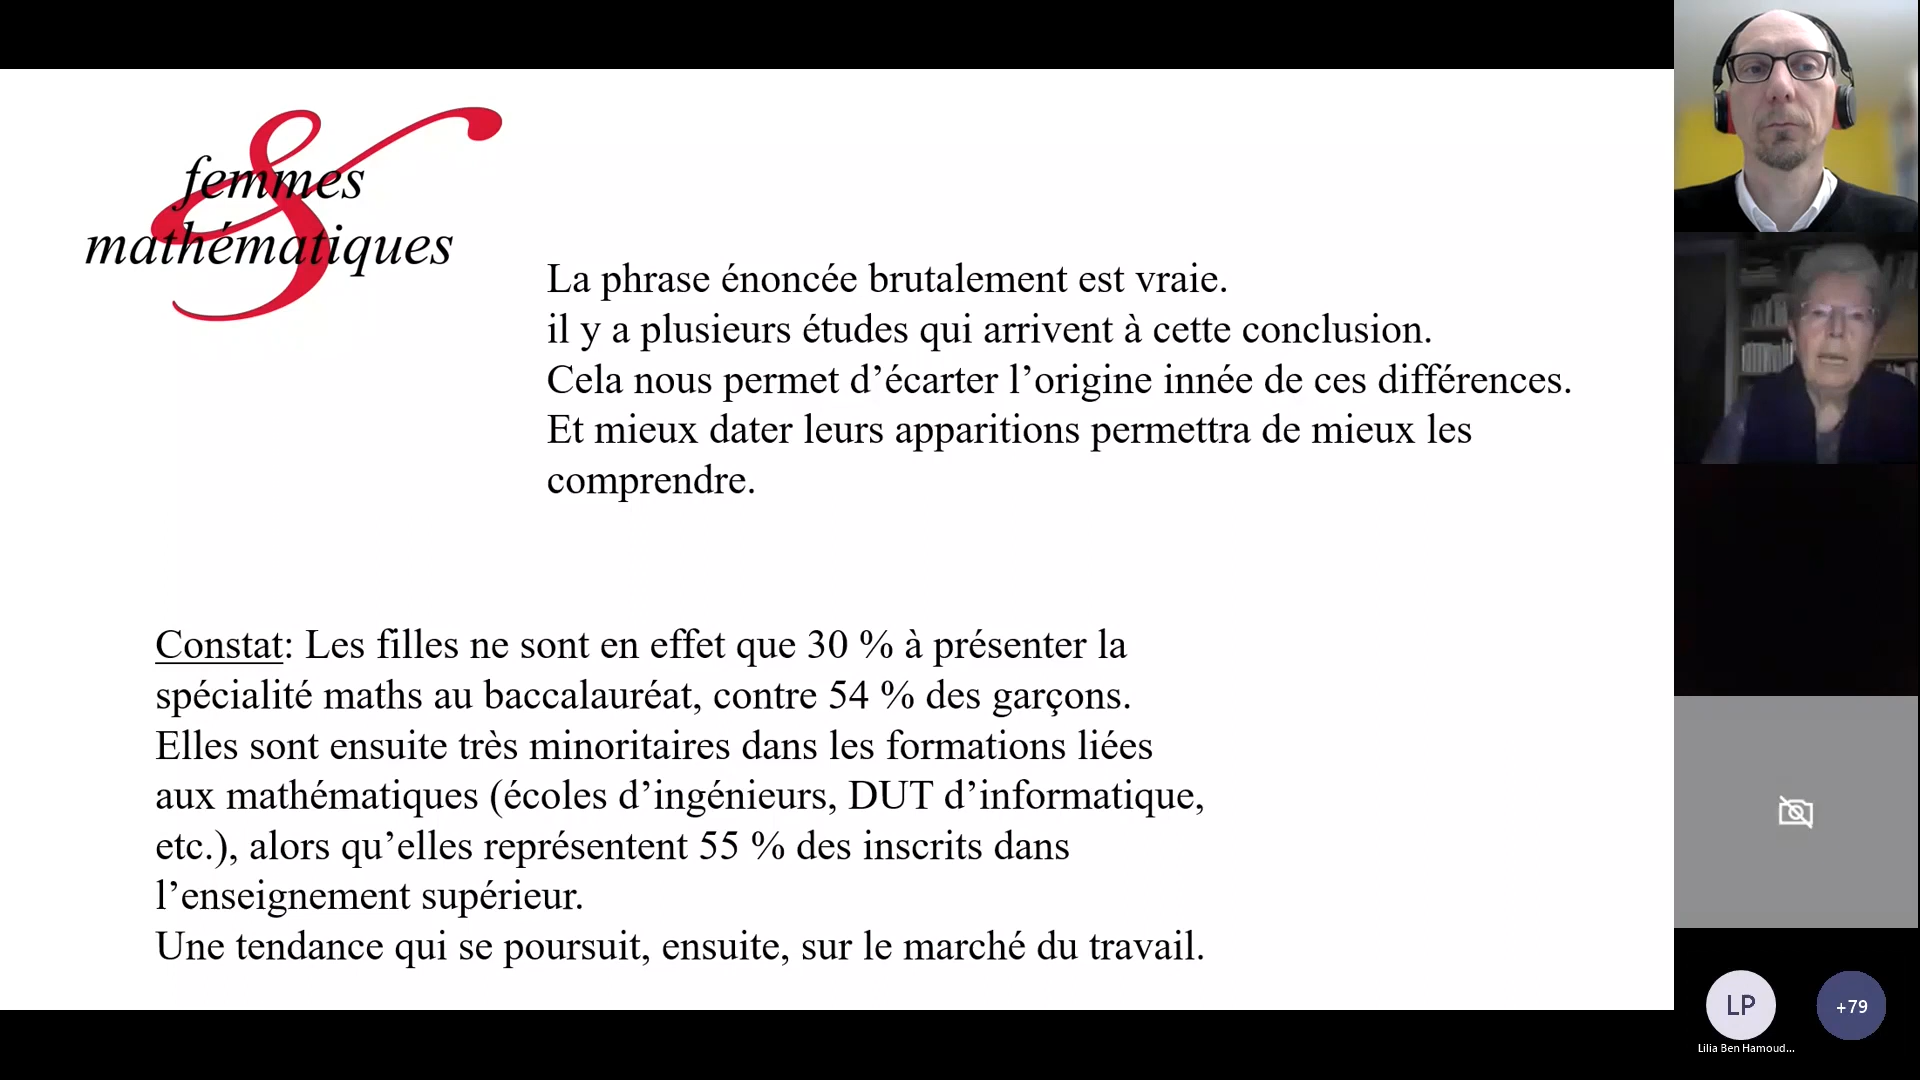 femmes
&
mathématiques
La phrase énoncée brutalement est vraie.
il y a plusieurs études qui arrivent à cette conclusion.
Cela nous permet d’écarter l’origine innée de ces différences.
Et mieux dater leurs apparitions permettra de mieux les
comprendre.
Constat: Les filles ne sont en effet que 30 % à présenter la
spécialité maths au baccalauréat, contre 54 % des garçons.
Elles sont ensuite très minoritaires dans les formations liées
aux mathématiques (écoles d’ingénieurs, DUT d’informatique,
etc.), alors qu’elles représentent 55 % des inscrits dans
l’enseignement supérieur.
Une tendance qui se poursuit, ensuite, sur le marché du travail.
LP
+79
Lilia Ben Hamoud...